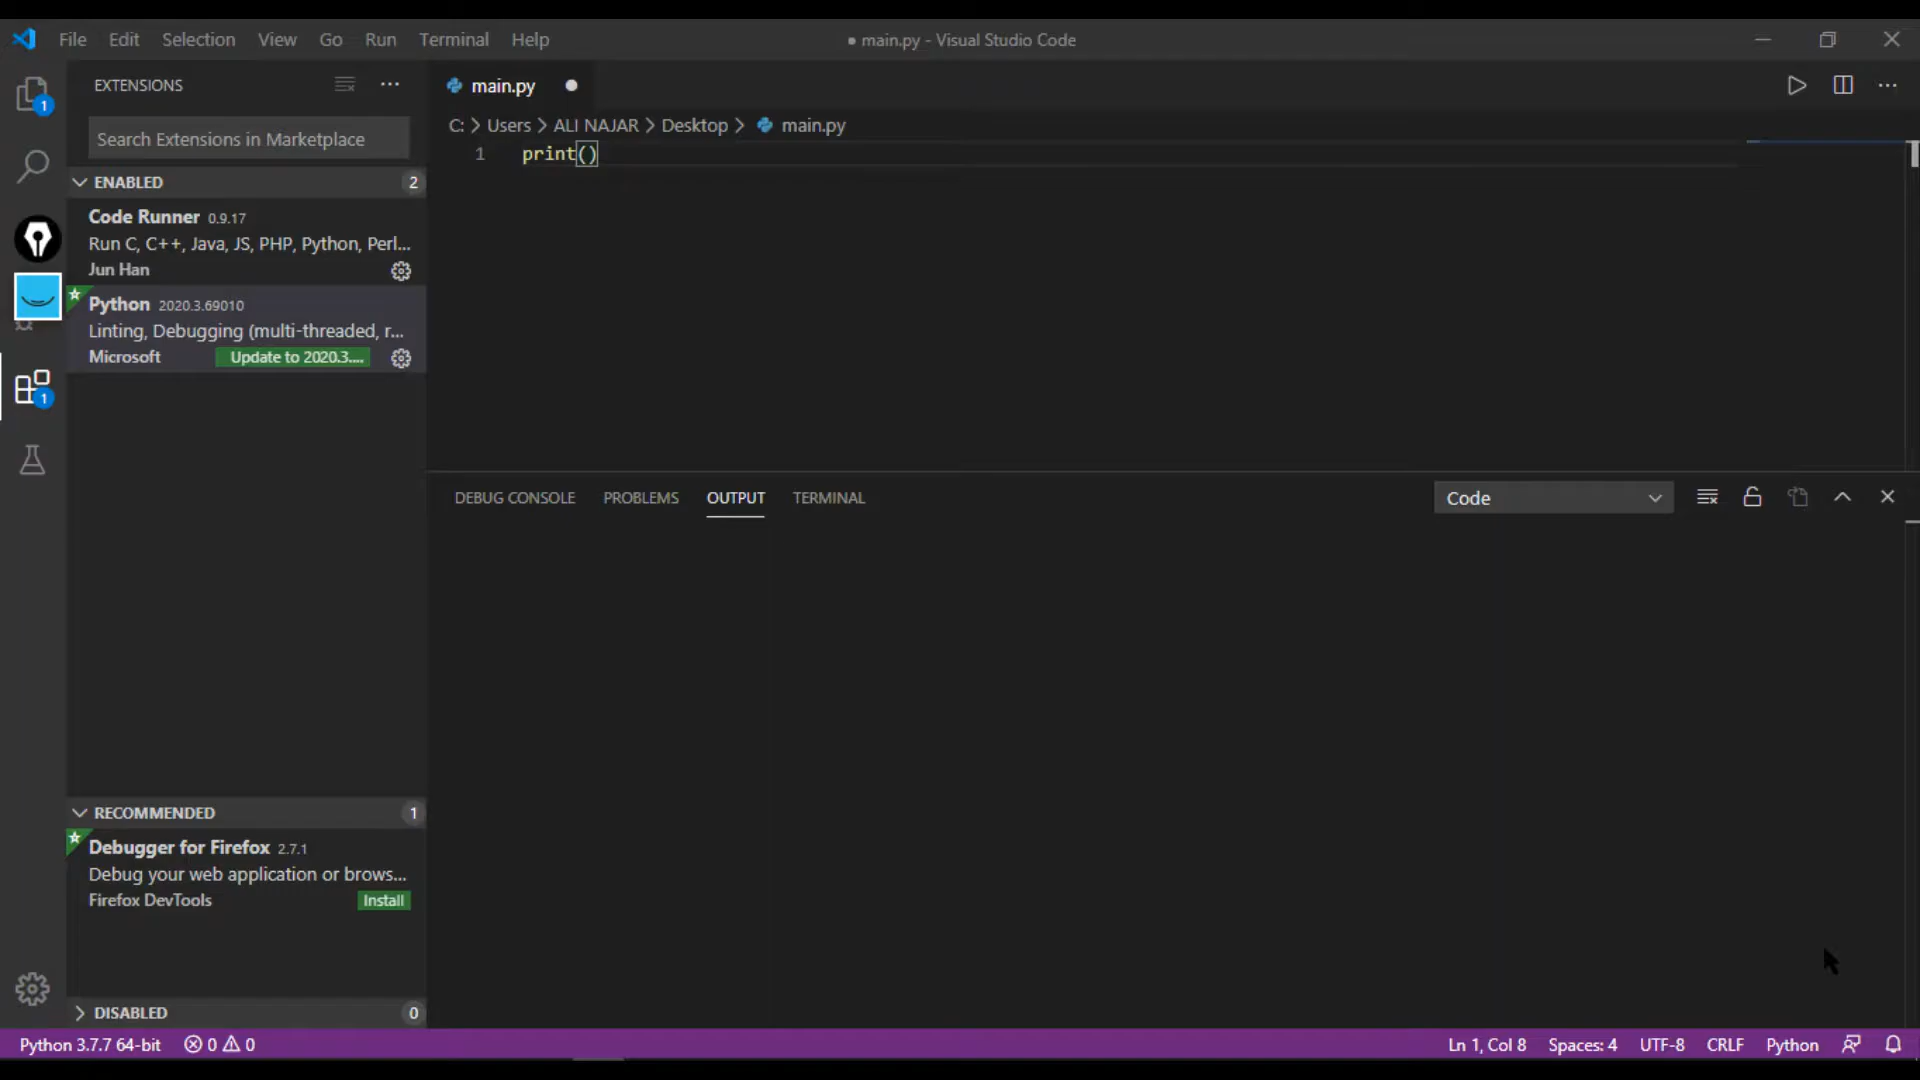 File Edit Selection View Go Run Terminal Help
● main.py - Visual Studio Code
EXTENSIONS
Search Extensions in Marketplace
ENABLED 2
Code Runner 0.9.17
Run C, C++, Java, JS, PHP, Python, Perl...
Jun Han
Python 2020.3.69010
Linting, Debugging (multi-threaded, r...
Microsoft Update to 2020.3....
RECOMMENDED 1
Debugger for Firefox 2.7.1
Debug your web application or brows...
Firefox DevTools Install
DISABLED 0
1
1
main.py
C: > Users > ALI NAJAR > Desktop > main.py
1 print()
DEBUG CONSOLE PROBLEMS OUTPUT TERMINAL
Code
Python 3.7.7 64-bit 0 0
Ln 1, Col 8 Spaces: 4 UTF-8 CRLF Python